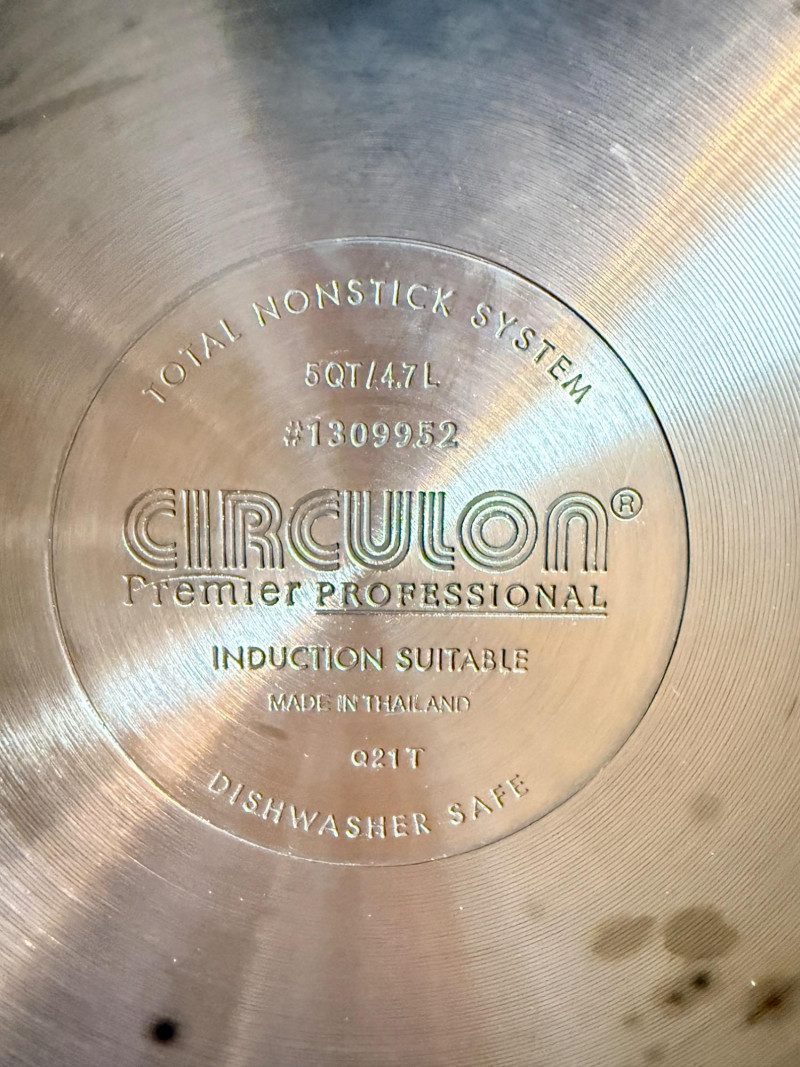 TOTAL NONSTICK SYSTEM
5QT/4.7L
#1309952
CIRCULON®
Premier PROFESSIONAL
INDUCTION SUITABLE
MADE IN THAILAND
Q21T
DISHWASHER SAFE